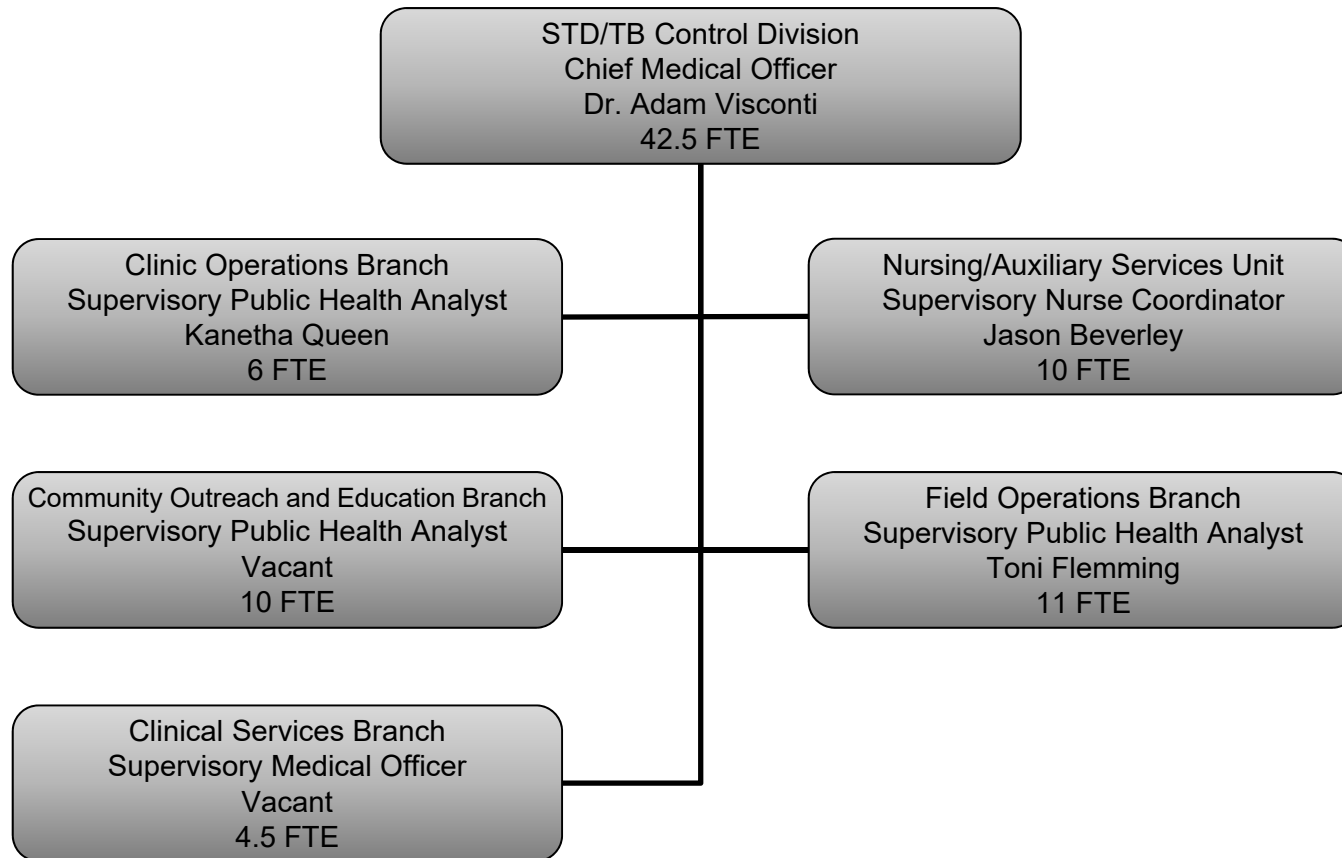 STD/TB Control Division
Chief Medical Officer
Dr. Adam Visconti
42.5 FTE
Clinic Operations Branch
Supervisory Public Health Analyst
Kanetha Queen
6 FTE
Nursing/Auxiliary Services Unit
Supervisory Nurse Coordinator
Jason Beverley
10 FTE
Community Outreach and Education Branch
Supervisory Public Health Analyst
Vacant
10 FTE
Field Operations Branch
Supervisory Public Health Analyst
Toni Flemming
11 FTE
Clinical Services Branch
Supervisory Medical Officer
Vacant
4.5 FTE